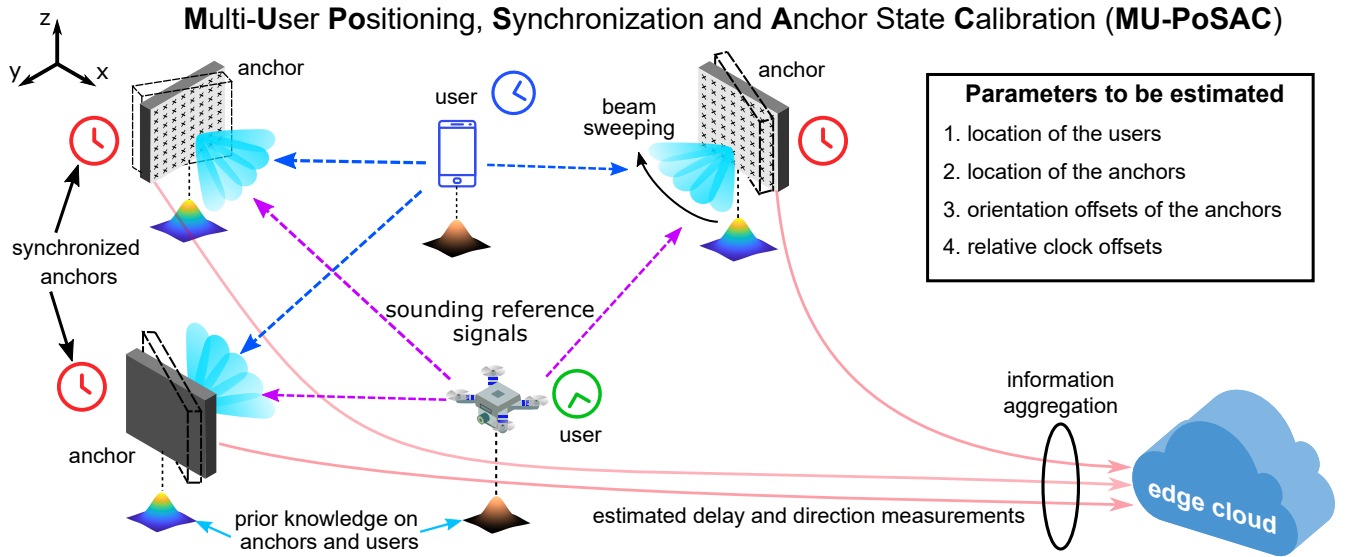 Multi-User Positioning, Synchronization and Anchor State Calibration (MU-PoSAC)
z
y
x
anchor
user
anchor
beam
sweeping
Parameters to be estimated
1. location of the users
2. location of the anchors
3. orientation offsets of the anchors
4. relative clock offsets
synchronized
anchors
sounding reference
signals
anchor
user
information
aggregation
edge cloud
prior knowledge on
anchors and users
estimated delay and direction measurements